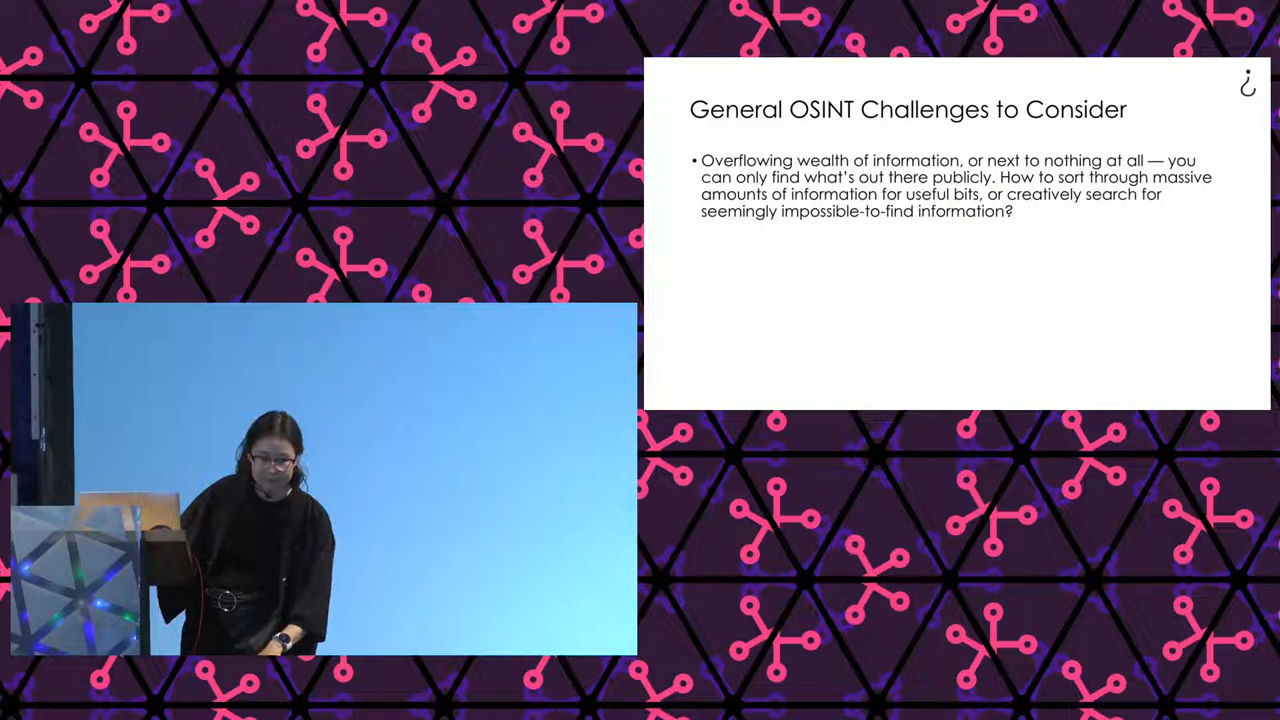 ¿
General OSINT Challenges to Consider
• Overflowing wealth of information, or next to nothing at all — you
can only find what's out there publicly. How to sort through massive
amounts of information for useful bits, or creatively search for
seemingly impossible-to-find information?